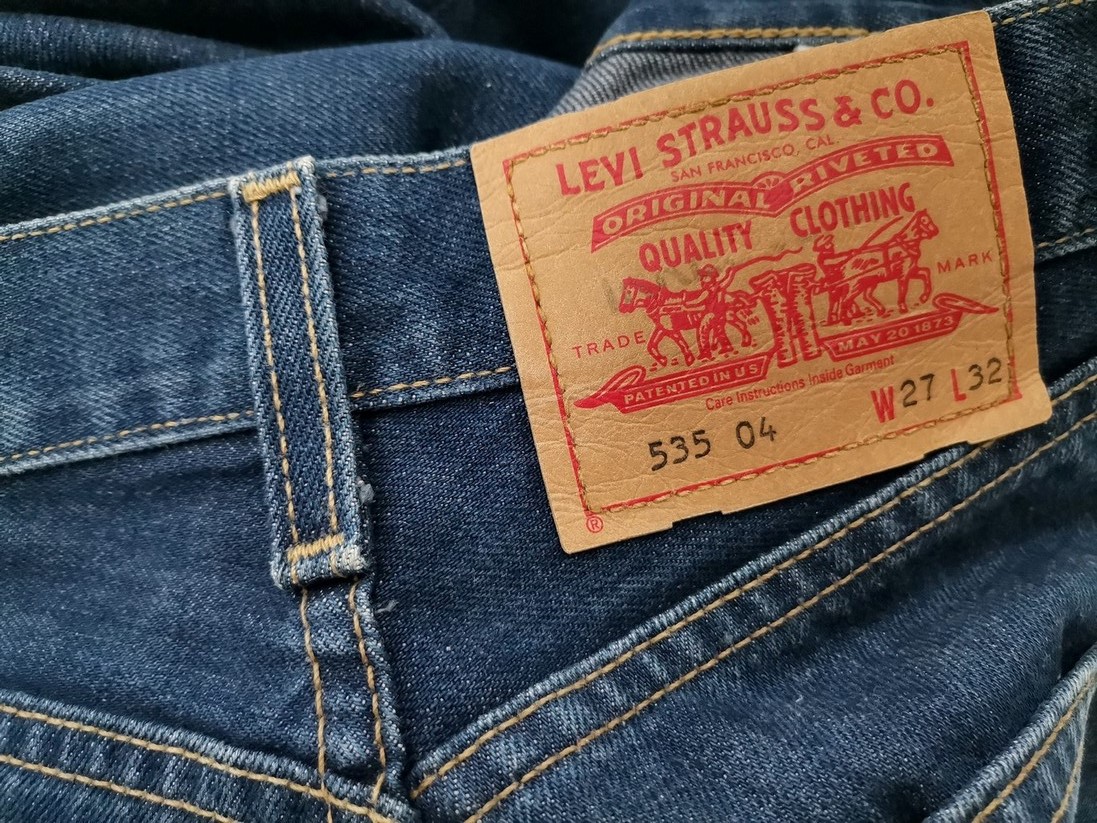 LEVI STRAUSS & CO.
SAN FRANCISCO, CAL.
ORIGINAL RIVETED
QUALITY CLOTHING
TRADE MARK
PATENTED IN U S MAY 20 1873
Care Instructions Inside Garment
W27 L32
535 04
®